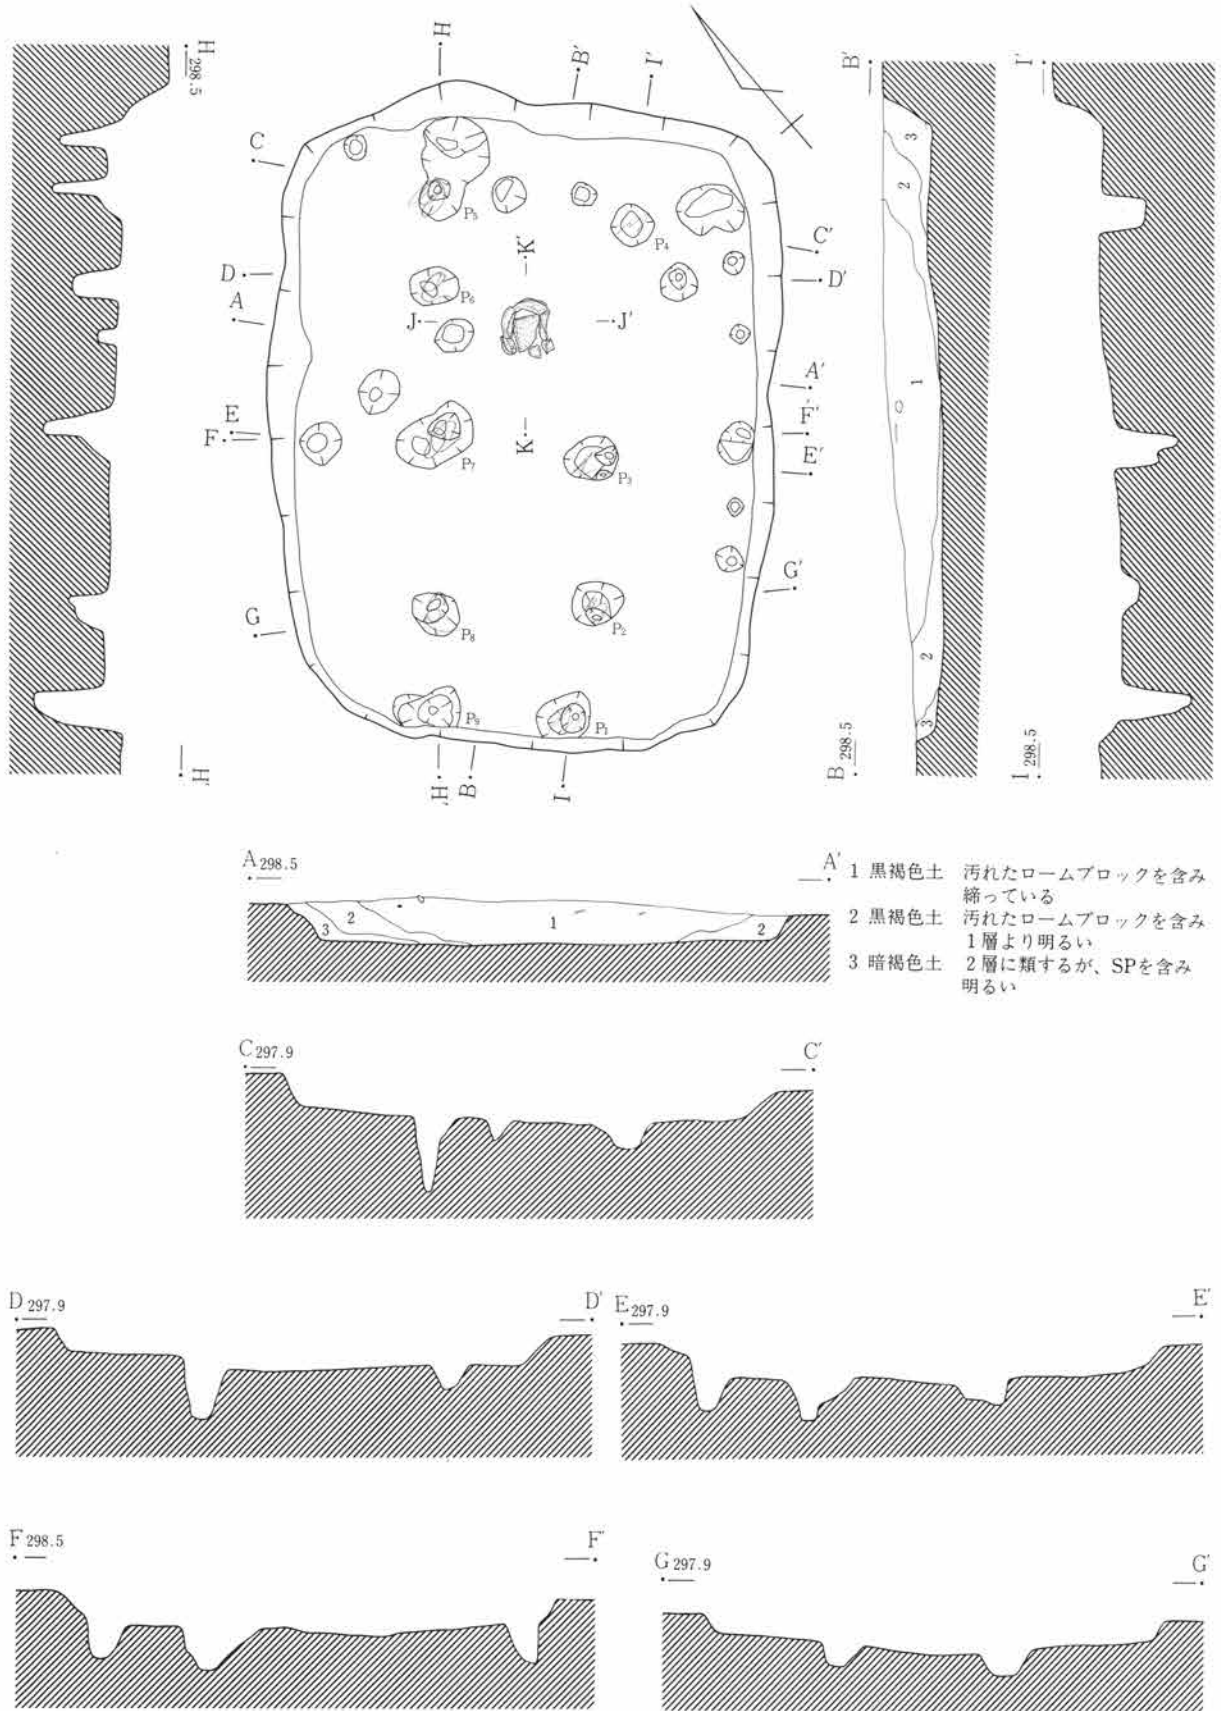 H
298.5
H'
H
B'
I'
C
C'
D
D'
A
A'
E
F
F'
E'
G
G'
K'
J
J'
K
P5
P4
P6
P7
P3
P8
P2
P9
P1
H'
B
I
B'
3
2
1
2
3
B 298.5
I'
I 298.5
A 298.5
A'
3
2
1
2
1 黒褐色土 汚れたロームブロックを含み
締っている
2 黒褐色土 汚れたロームブロックを含み
1層より明るい
3 暗褐色土 2層に類するが、SPを含み
明るい
C 297.9
C'
D 297.9
D'
E 297.9
E'
F 298.5
F'
G 297.9
G'